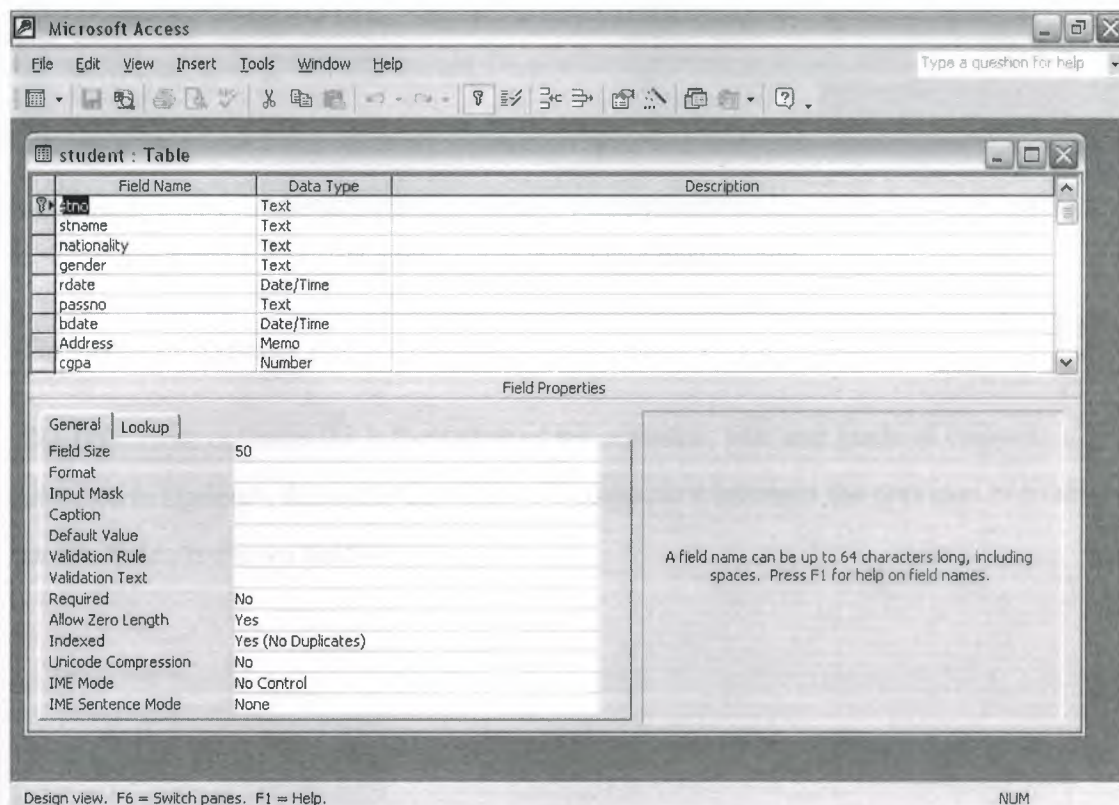 Microsoft Access
File Edit View Insert Tools Window Help Type a question for help
student : Table
Field Name Data Type Description
stno Text
stname Text
nationality Text
gender Text
rdate Date/Time
passno Text
bdate Date/Time
Address Memo
cgpa Number
Field Properties
General Lookup
Field Size 50
Format
Input Mask
Caption
Default Value
Validation Rule
Validation Text
Required No
Allow Zero Length Yes
Indexed Yes (No Duplicates)
Unicode Compression No
IME Mode No Control
IME Sentence Mode None
A field name can be up to 64 characters long, including
spaces. Press F1 for help on field names.
Design view. F6 = Switch panes. F1 = Help. NUM